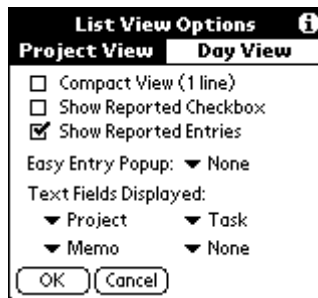 List View Options
Project View Day View
Compact View (1 line)
Show Reported Checkbox
Show Reported Entries
Easy Entry Popup: None
Text Fields Displayed:
Project Task
Memo None
OK Cancel